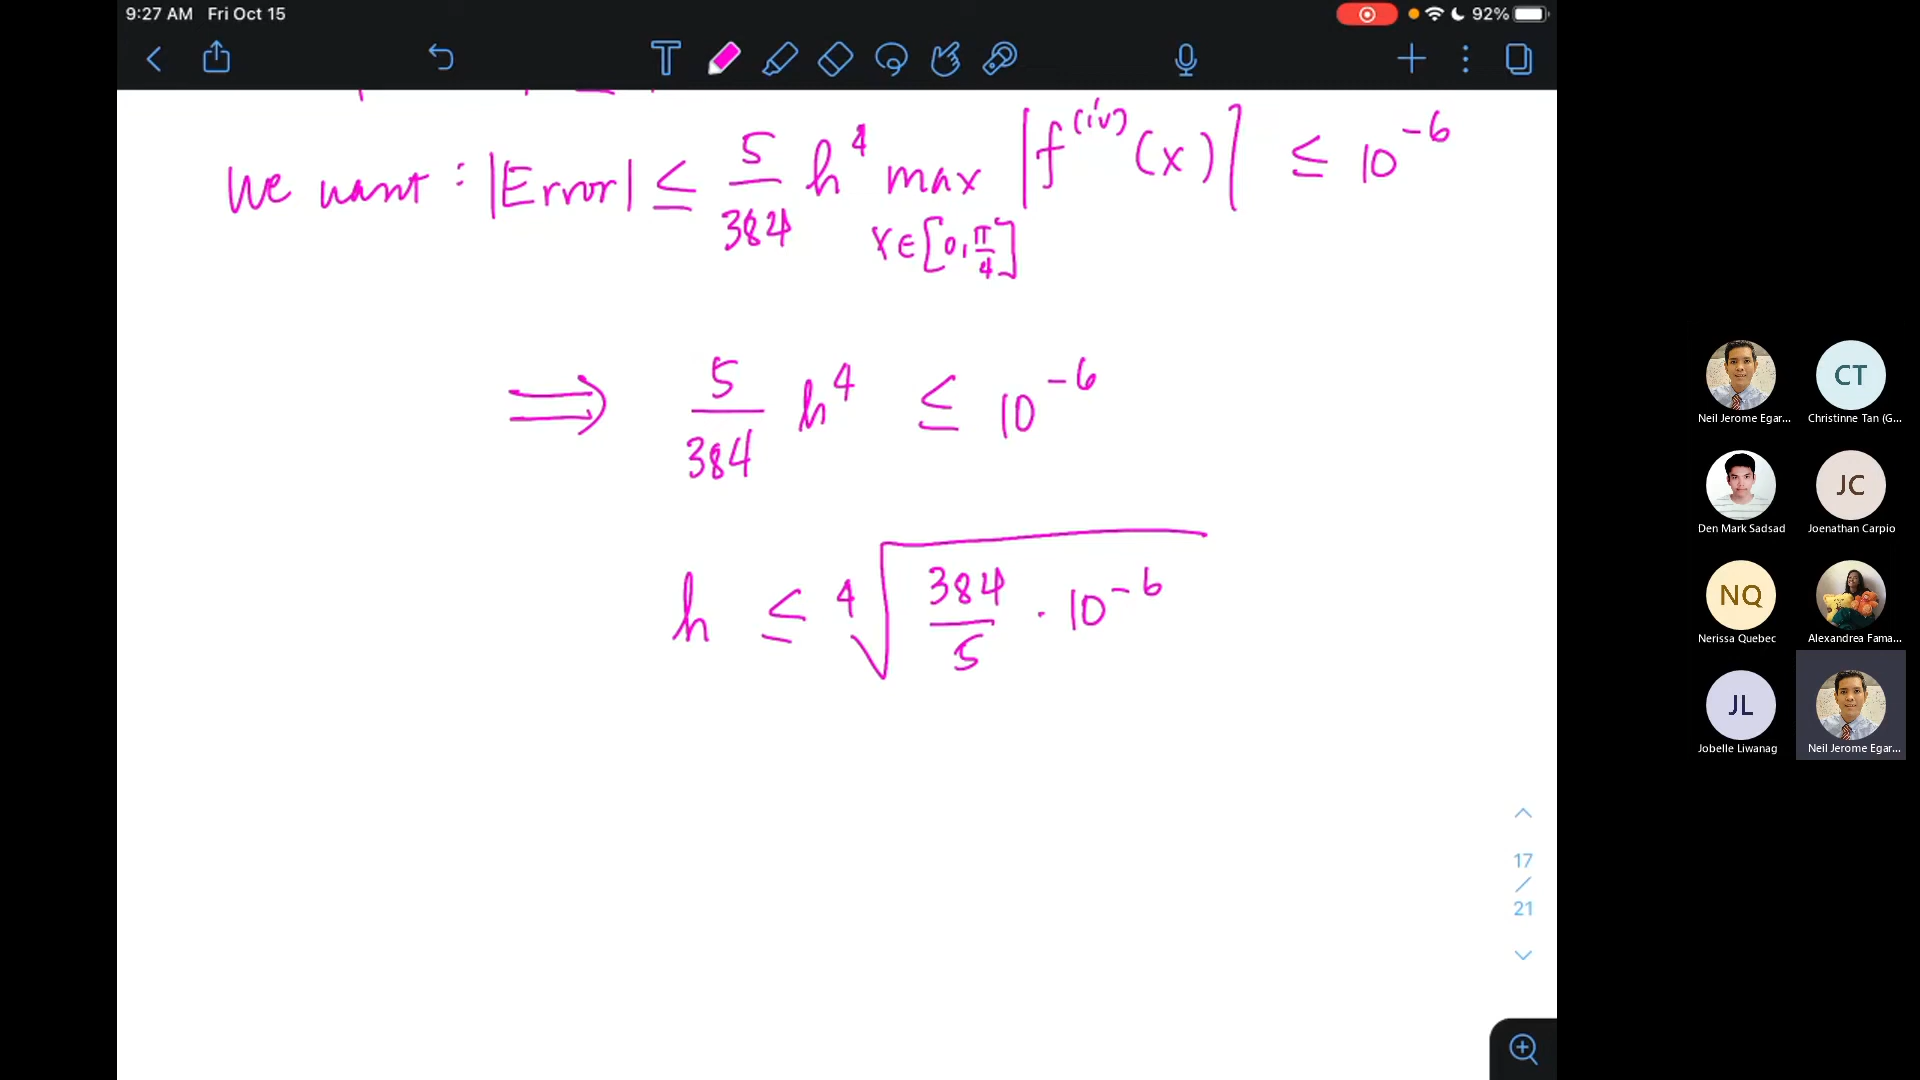 9:27 AM Fri Oct 15
92%
We want : |Error| ≤ 5/384 h^4 max |f^(iv)(x)| ≤ 10^-6
x∈[0, π/4]
⟹ 5/384 h^4 ≤ 10^-6
h ≤ ∜(384/5 · 10^-6)
Neil Jerome Egar...
CT
Christinne Tan (G...
Den Mark Sadsad
JC
Joenathan Carpio
NQ
Nerissa Quebec
Alexandrea Fama...
JL
Jobelle Liwanag
Neil Jerome Egar...
17
/
21